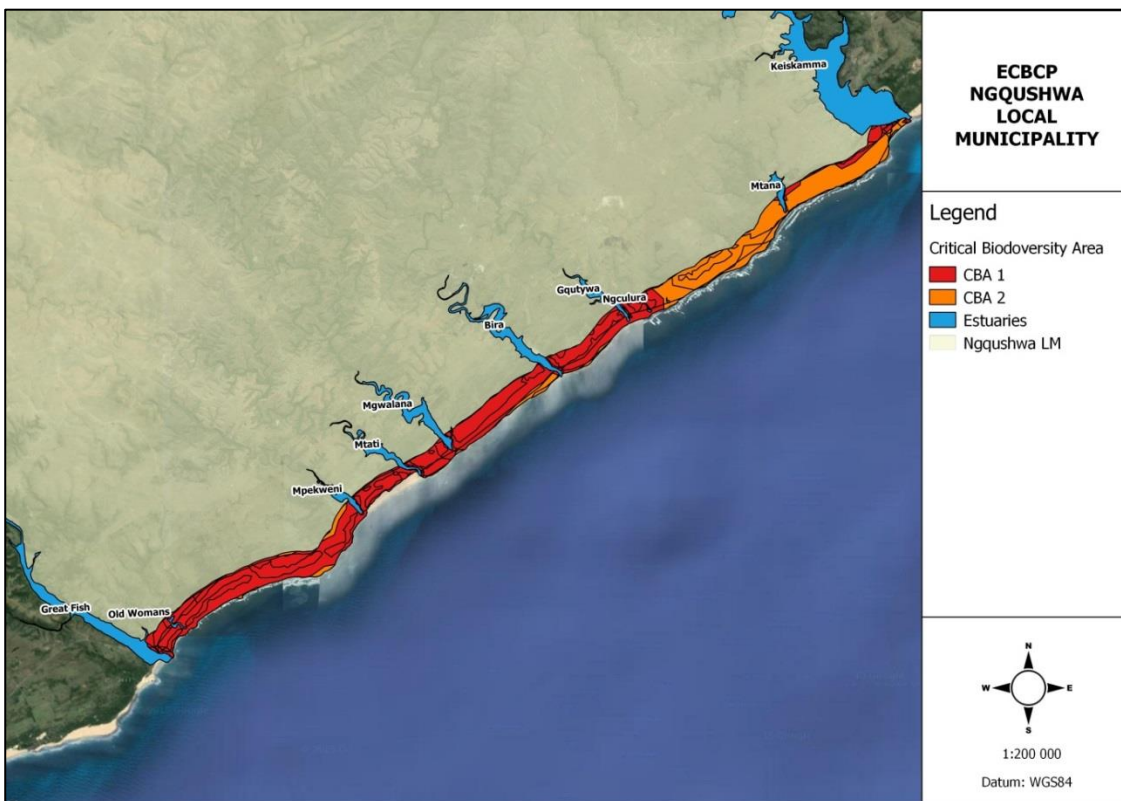 Keiskamma
Mtana
Gqutywa
Ngculura
Bira
Mgwalana
Mtati
Mpekweni
Great Fish
Old Womans
ECBCP
NGQUSHWA
LOCAL
MUNICIPALITY
Legend
Critical Biodoversity Area
CBA 1
CBA 2
Estuaries
Ngqushwa LM
N
W
E
S
1:200 000
Datum: WGS84